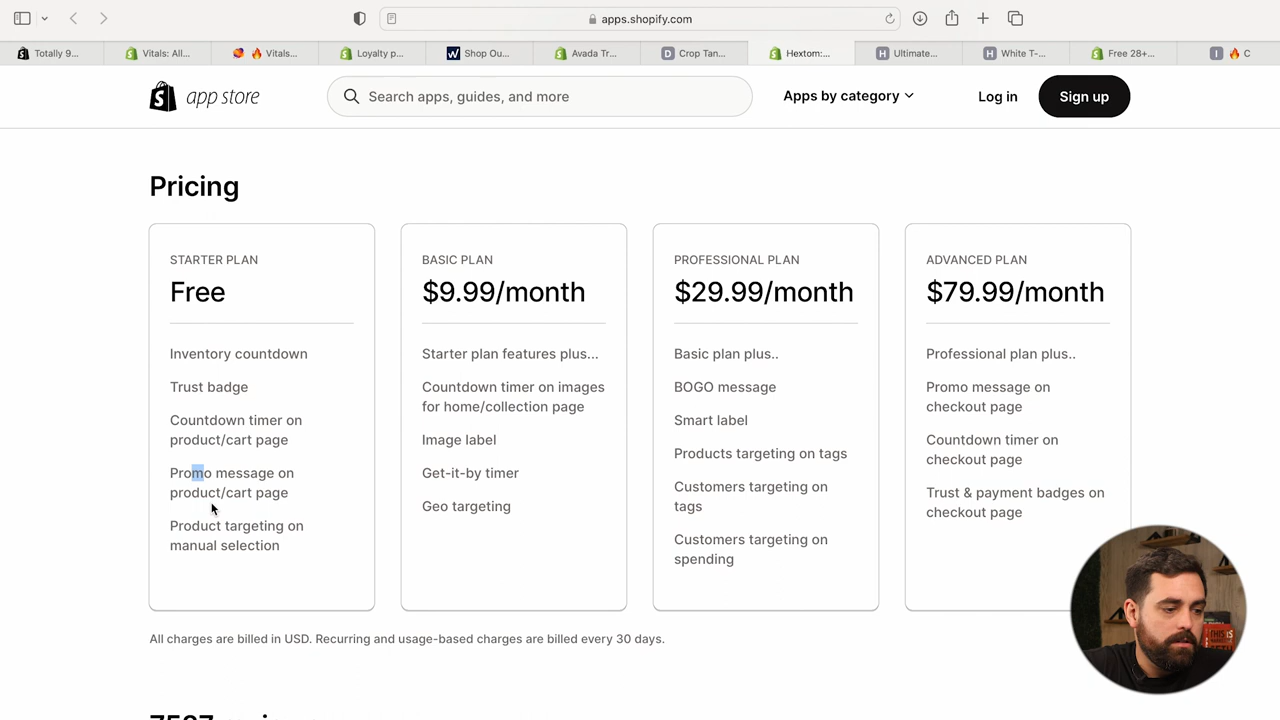 apps.shopify.com
Totally 9...
Vitals: All...
Vitals...
Loyalty p...
Shop Ou...
Avada Tr...
Crop Tan...
Hextom:...
Ultimate...
White T-...
Free 28+...
C
app store
Search apps, guides, and more
Apps by category
Log in
Sign up
Pricing
STARTER PLAN
Free
Inventory countdown
Trust badge
Countdown timer on
product/cart page
Promo message on
product/cart page
Product targeting on
manual selection
BASIC PLAN
$9.99/month
Starter plan features plus...
Countdown timer on images
for home/collection page
Image label
Get-it-by timer
Geo targeting
PROFESSIONAL PLAN
$29.99/month
Basic plan plus..
BOGO message
Smart label
Products targeting on tags
Customers targeting on
tags
Customers targeting on
spending
ADVANCED PLAN
$79.99/month
Professional plan plus..
Promo message on
checkout page
Countdown timer on
checkout page
Trust & payment badges on
checkout page
All charges are billed in USD. Recurring and usage-based charges are billed every 30 days.